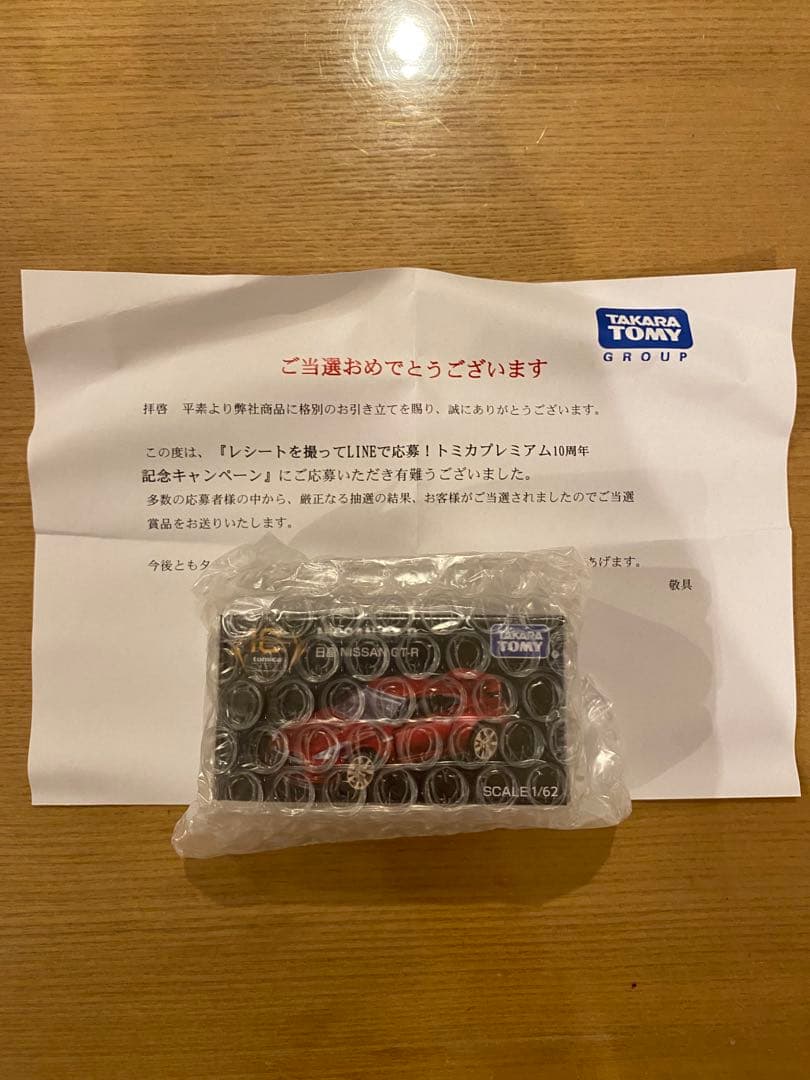 TAKARA
TOMY
GROUP
ご当選おめでとうございます
拝啓　平素より弊社商品に格別のお引き立てを賜り、誠にありがとうございます。
この度は、『レシートを撮ってLINEで応募！トミカプレミアム10周年
記念キャンペーン』にご応募いただき有難うございました。
多数の応募者様の中から、厳正なる抽選の結果、お客様がご当選されましたのでご当選
賞品をお送りいたします。
今後ともタ
あげます。
敬具
tomica
日産 NISSAN GT-R
TAKARA
TOMY
SCALE 1/62